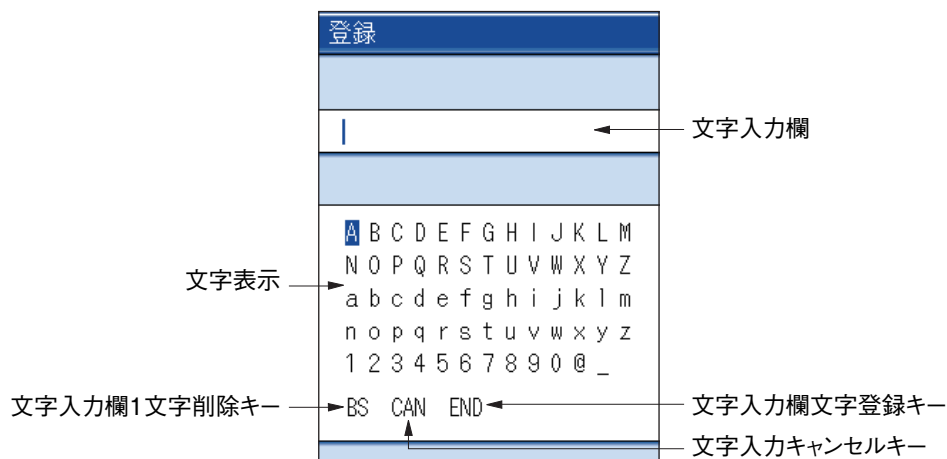 登録
文字入力欄
A B C D E F G H I J K L M
N O P Q R S T U V W X Y Z
文字表示
a b c d e f g h i j k l m
n o p q r s t u v w x y z
1 2 3 4 5 6 7 8 9 0 @ _
文字入力欄1文字削除キー
BS CAN END
文字入力欄文字登録キー
文字入力キャンセルキー